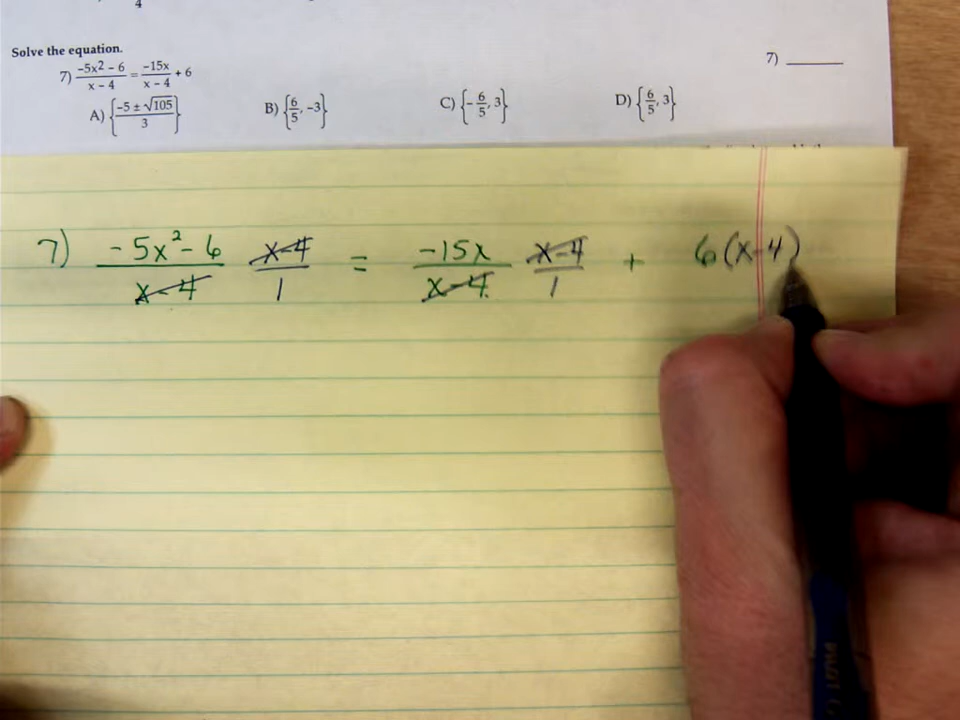 4
Solve the equation.
7) (-5x² - 6)/(x - 4) = (-15x)/(x - 4) + 6
7) ______
A) {(-5 ± √105)/3} B) {6/5, -3} C) {-6/5, 3} D) {6/5, 3}
7) (-5x² - 6)/(x - 4) (x - 4)/1 = (-15x)/(x - 4) (x - 4)/1 + 6(x - 4)